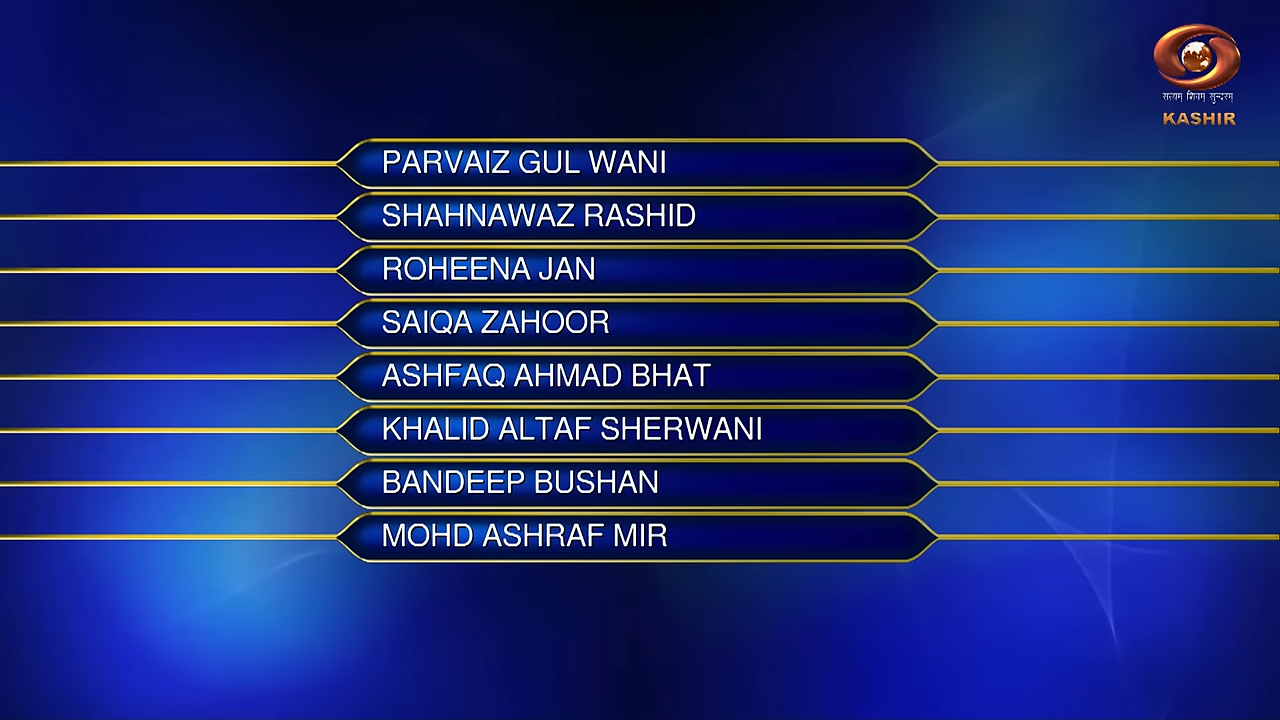 सत्यम् शिवम् सुन्दरम्
KASHIR
PARVAIZ GUL WANI
SHAHNAWAZ RASHID
ROHEENA JAN
SAIQA ZAHOOR
ASHFAQ AHMAD BHAT
KHALID ALTAF SHERWANI
BANDEEP BUSHAN
MOHD ASHRAF MIR